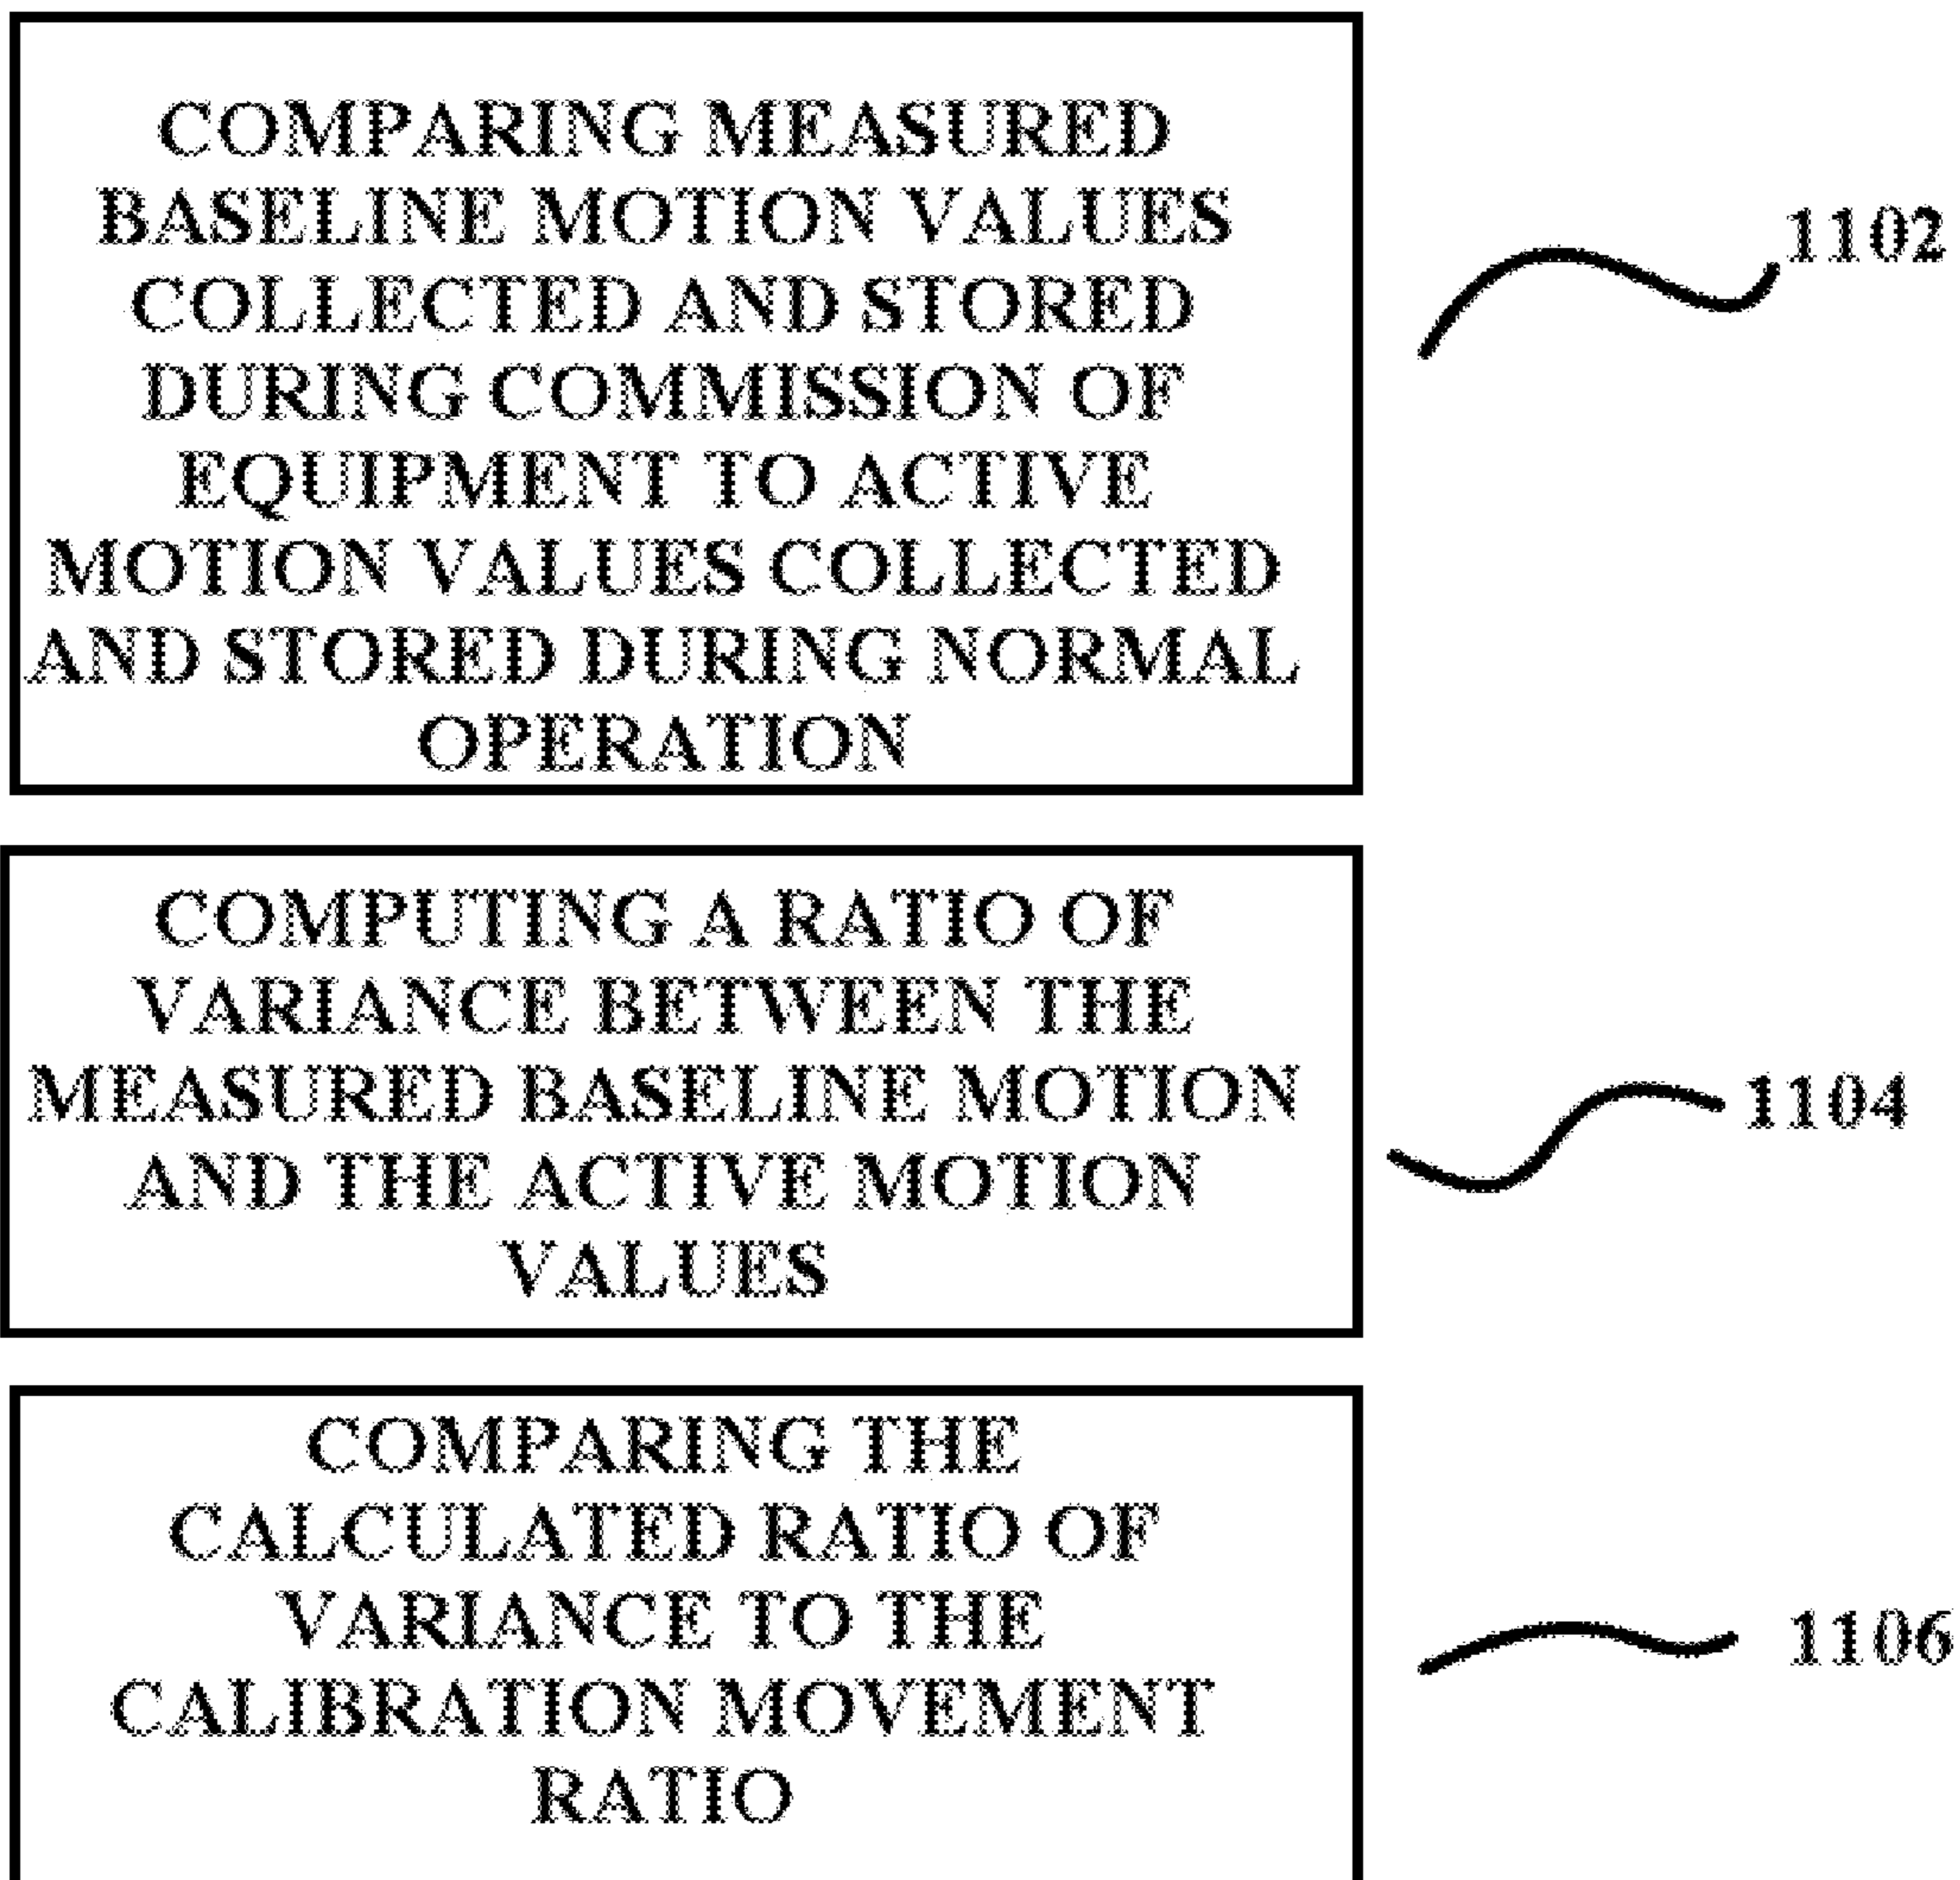 COMPARING MEASURED
BASELINE MOTION VALUES
COLLECTED AND STORED
DURING COMMISSION OF
EQUIPMENT TO ACTIVE
MOTION VALUES COLLECTED
AND STORED DURING NORMAL
OPERATION
1102
COMPUTING A RATIO OF
VARIANCE BETWEEN THE
MEASURED BASELINE MOTION
AND THE ACTIVE MOTION
VALUES
1104
COMPARING THE
CALCULATED RATIO OF
VARIANCE TO THE
CALIBRATION MOVEMENT
RATIO
1106